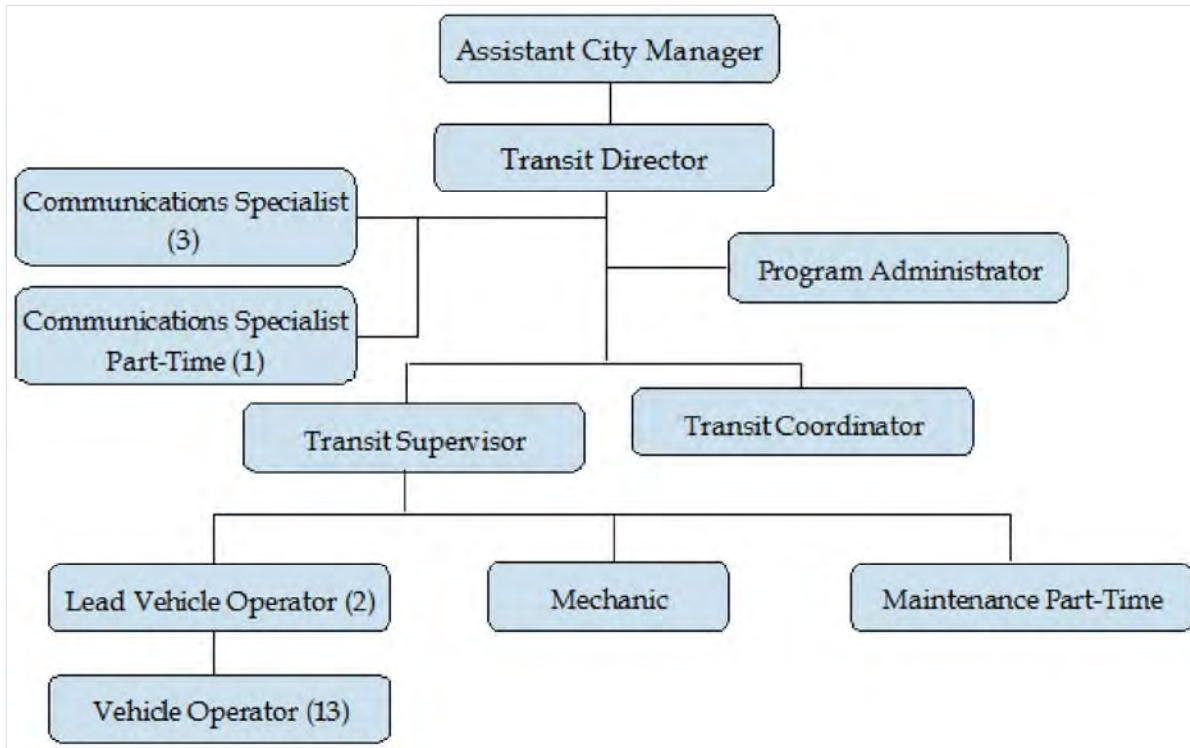 Assistant City Manager
Transit Director
Communications Specialist
(3)
Program Administrator
Communications Specialist
Part-Time (1)
Transit Supervisor
Transit Coordinator
Lead Vehicle Operator (2)
Mechanic
Maintenance Part-Time
Vehicle Operator (13)